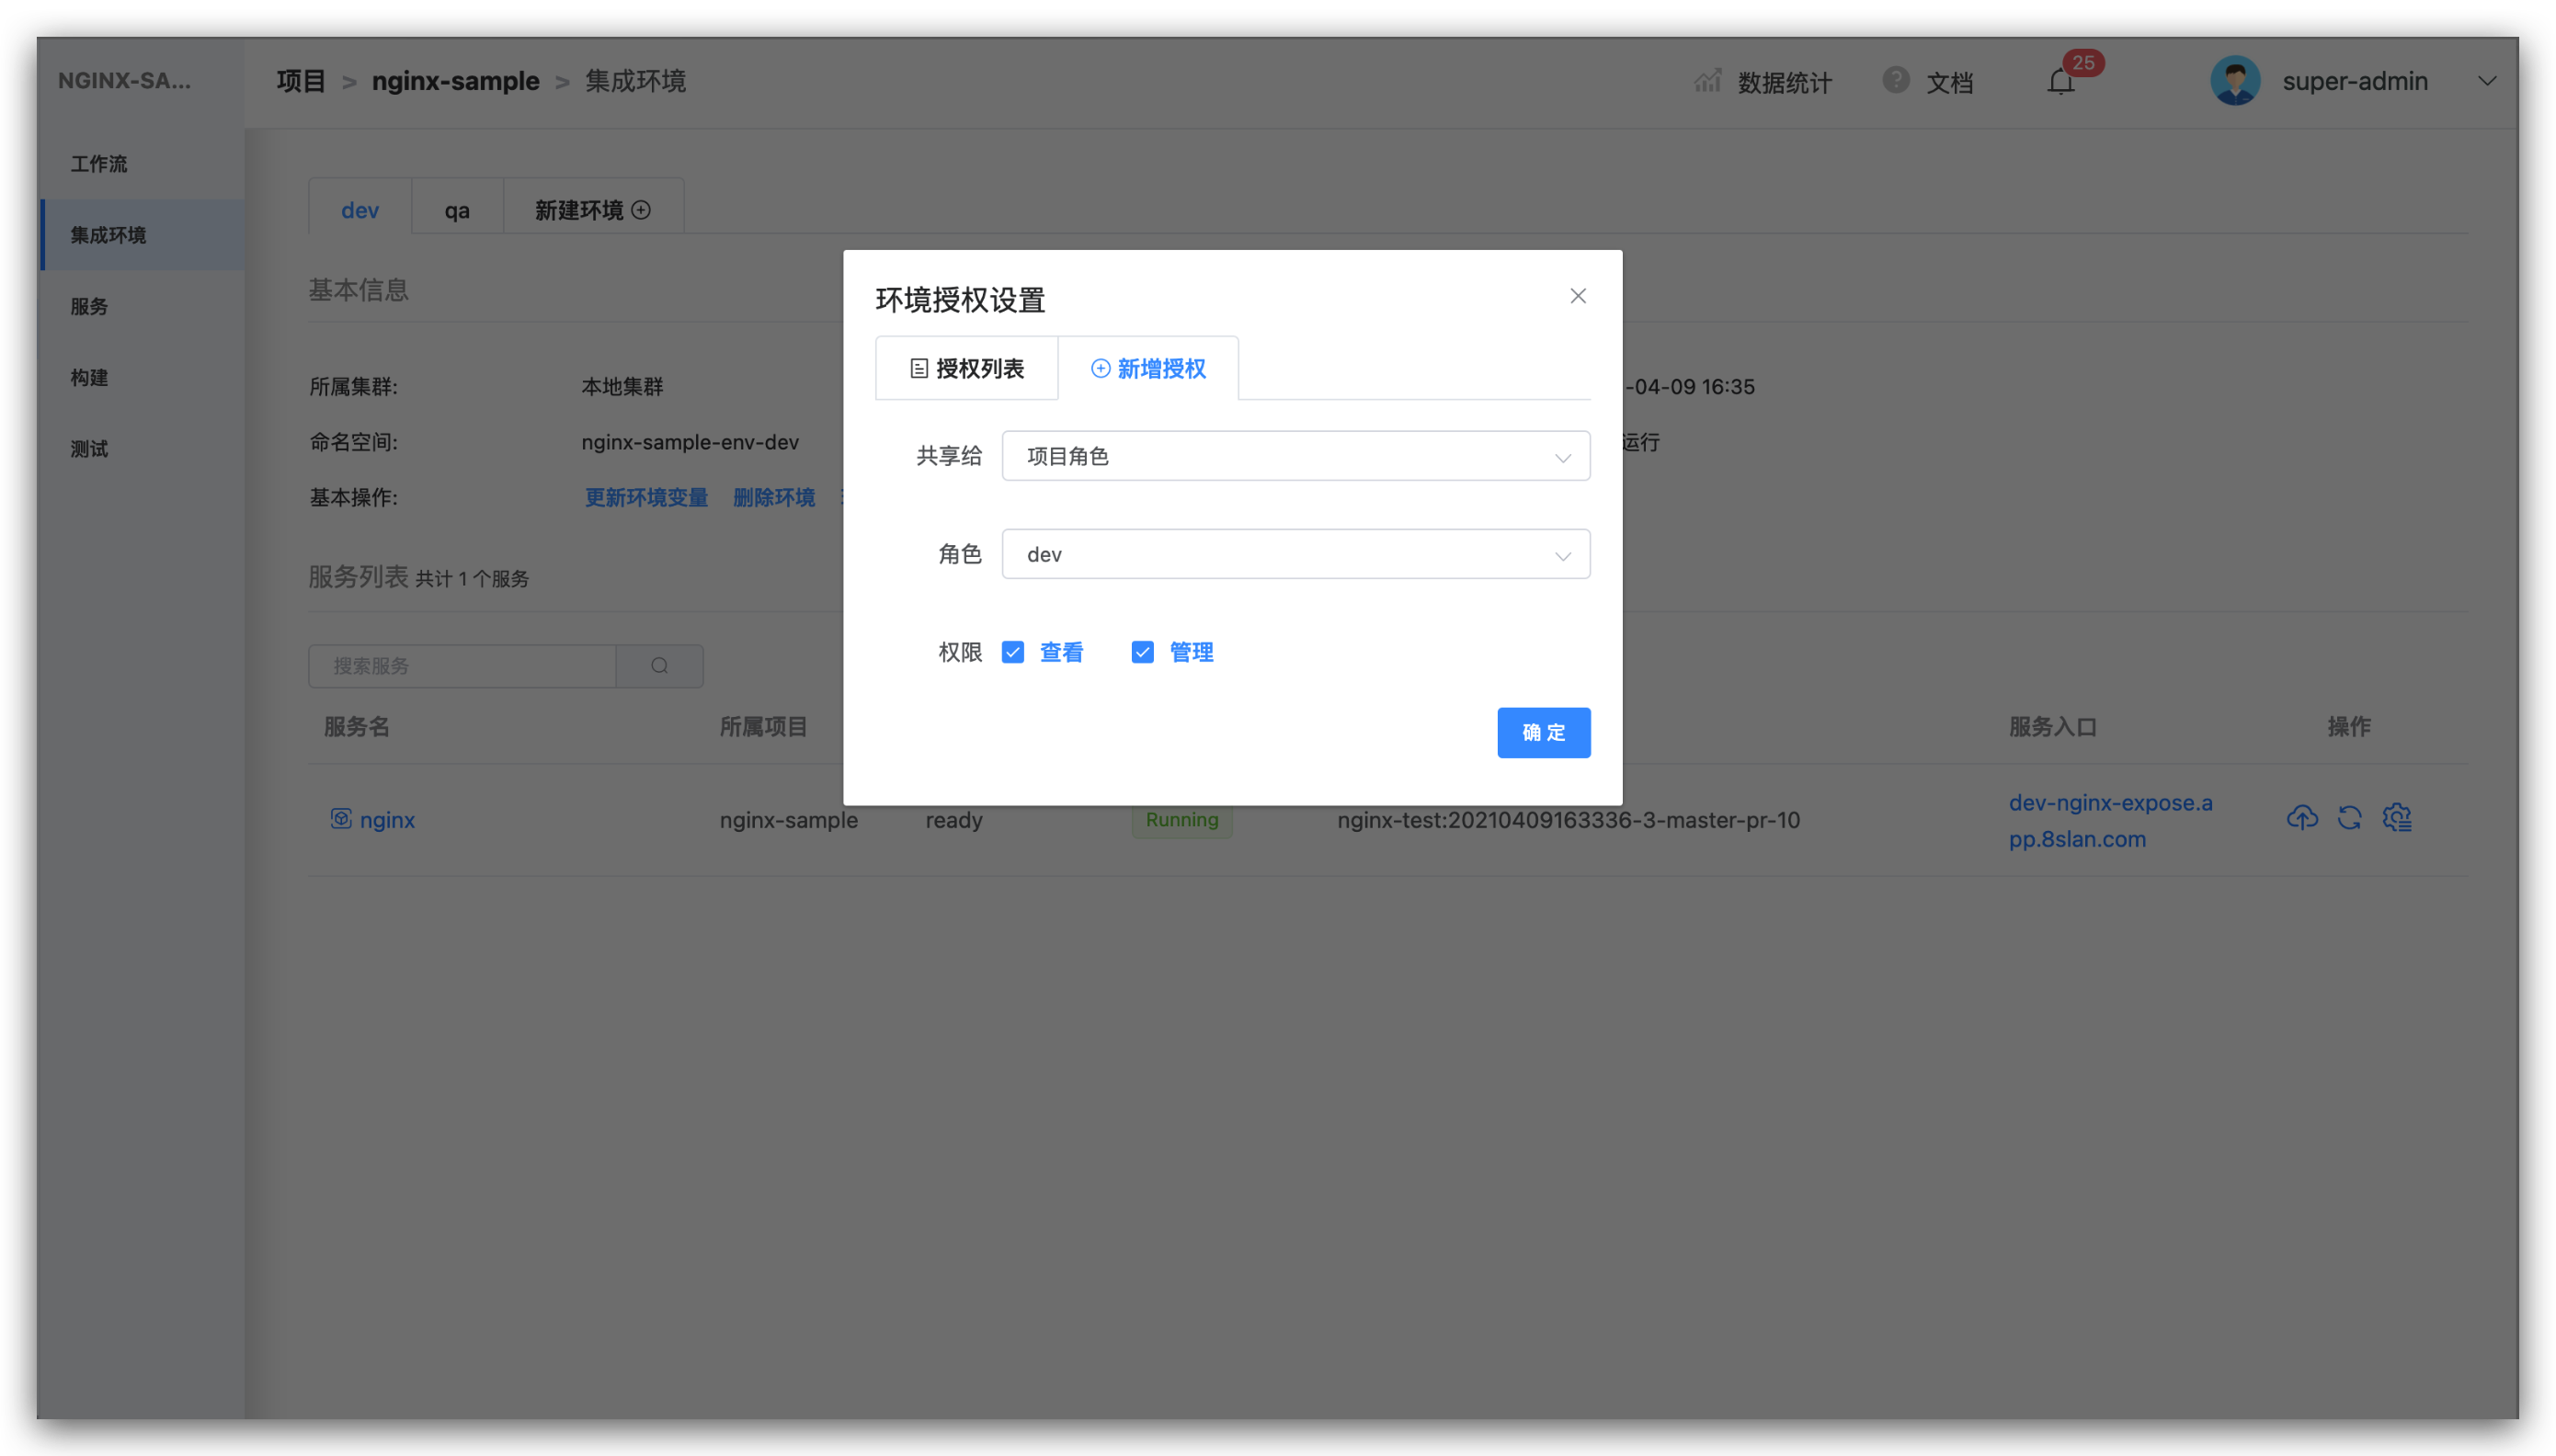 NGINX-SA...
项目 > nginx-sample > 集成环境
数据统计
文档
25
super-admin
工作流
集成环境
服务
构建
测试
dev
qa
新建环境
基本信息
所属集群:
本地集群
-04-09 16:35
命名空间:
nginx-sample-env-dev
运行
基本操作:
更新环境变量
删除环境
服务列表 共计 1 个服务
搜索服务
服务名
所属项目
服务入口
操作
nginx
nginx-sample
ready
Running
nginx-test:20210409163336-3-master-pr-10
dev-nginx-expose.a
pp.8slan.com
环境授权设置
授权列表
新增授权
共享给
项目角色
角色
dev
权限
查看
管理
确 定